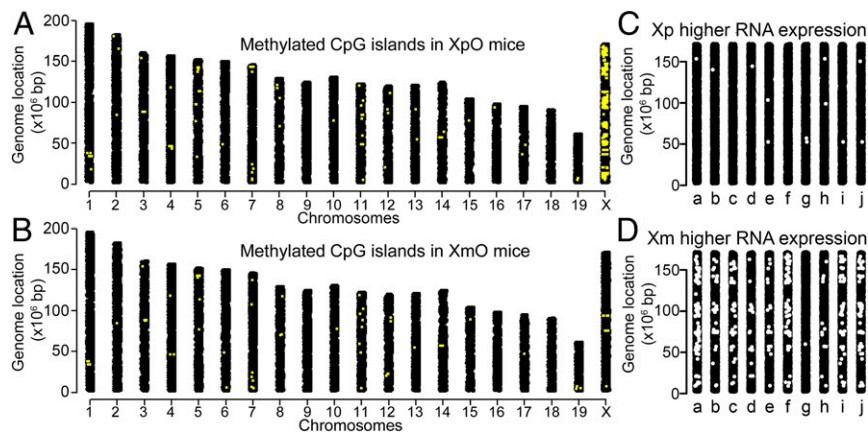 A
Methylated CpG islands in XpO mice
Genome location
(x10⁶ bp)
200
150
100
50
0
1 2 3 4 5 6 7 8 9 10 11 12 13 14 15 16 17 18 19 X
Chromosomes
B
Methylated CpG islands in XmO mice
Genome location
(x10⁶ bp)
200
150
100
50
0
1 2 3 4 5 6 7 8 9 10 11 12 13 14 15 16 17 18 19 X
Chromosomes
C
Xp higher RNA expression
Genome location
(x10⁶ bp)
150
100
50
0
a b c d e f g h i j
D
Xm higher RNA expression
Genome location
(x10⁶ bp)
150
100
50
0
a b c d e f g h i j